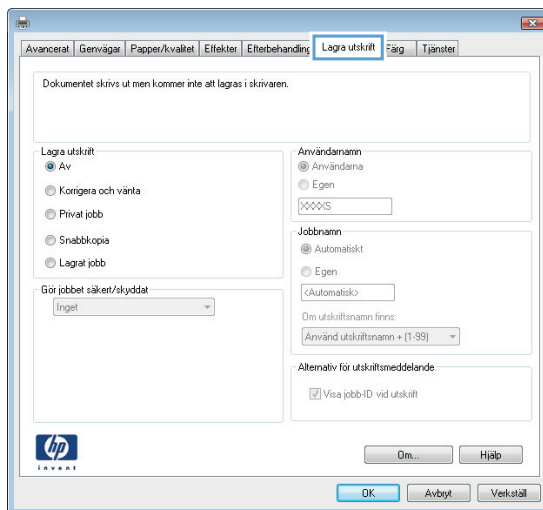 Avancerat Genvägar Papper/kvalitet Effekter Efterbehandling Lagra utskrift Färg Tjänster
Dokumentet skrivs ut men kommer inte att lagras i skrivaren.
Lagra utskrift
Av
Korrigera och vänta
Privat jobb
Snabbkopia
Lagrat jobb
Gör jobbet säkert/skyddat
Inget
Användarnamn
Användarna
Egen
XXXXS
Jobbnamn
Automatiskt
Egen
<Automatisk>
Om utskriftsnamn finns:
Använd utskriftsnamn + (1-99)
Alternativ för utskriftsmeddelande
Visa jobb-ID vid utskrift
hp
invent
Om... Hjälp
OK Avbryt Verkställ